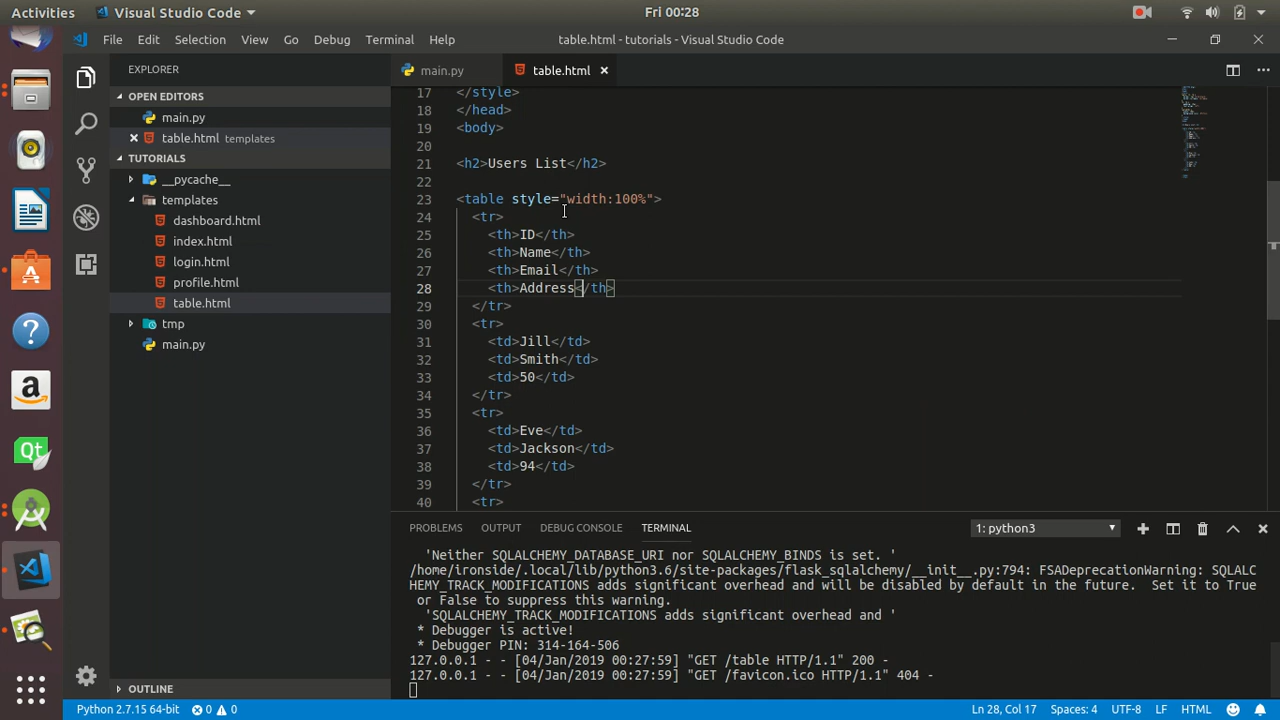 Activities
Visual Studio Code
Fri 00:28
File Edit Selection View Go Debug Terminal Help
table.html - tutorials - Visual Studio Code
EXPLORER
OPEN EDITORS
main.py
table.html templates
TUTORIALS
__pycache__
templates
dashboard.html
index.html
login.html
profile.html
table.html
tmp
main.py
OUTLINE
main.py
table.html
17 </style>
18 </head>
19 <body>
20
21 <h2>Users List</h2>
22
23 <table style="width:100%">
24 <tr>
25 <th>ID</th>
26 <th>Name</th>
27 <th>Email</th>
28 <th>Address</th>
29 </tr>
30 <tr>
31 <td>Jill</td>
32 <td>Smith</td>
33 <td>50</td>
34 </tr>
35 <tr>
36 <td>Eve</td>
37 <td>Jackson</td>
38 <td>94</td>
39 </tr>
40 <tr>
PROBLEMS OUTPUT DEBUG CONSOLE TERMINAL
1: python3
'Neither SQLALCHEMY_DATABASE_URI nor SQLALCHEMY_BINDS is set. '
/home/ironside/.local/lib/python3.6/site-packages/flask_sqlalchemy/__init__.py:794: FSADeprecationWarning: SQLALC
HEMY_TRACK_MODIFICATIONS adds significant overhead and will be disabled by default in the future. Set it to True
or False to suppress this warning.
'SQLALCHEMY_TRACK_MODIFICATIONS adds significant overhead and '
* Debugger is active!
* Debugger PIN: 314-164-506
127.0.0.1 - - [04/Jan/2019 00:27:59] "GET /table HTTP/1.1" 200 -
127.0.0.1 - - [04/Jan/2019 00:27:59] "GET /favicon.ico HTTP/1.1" 404 -
Python 2.7.15 64-bit 0 0
Ln 28, Col 17 Spaces: 4 UTF-8 LF HTML